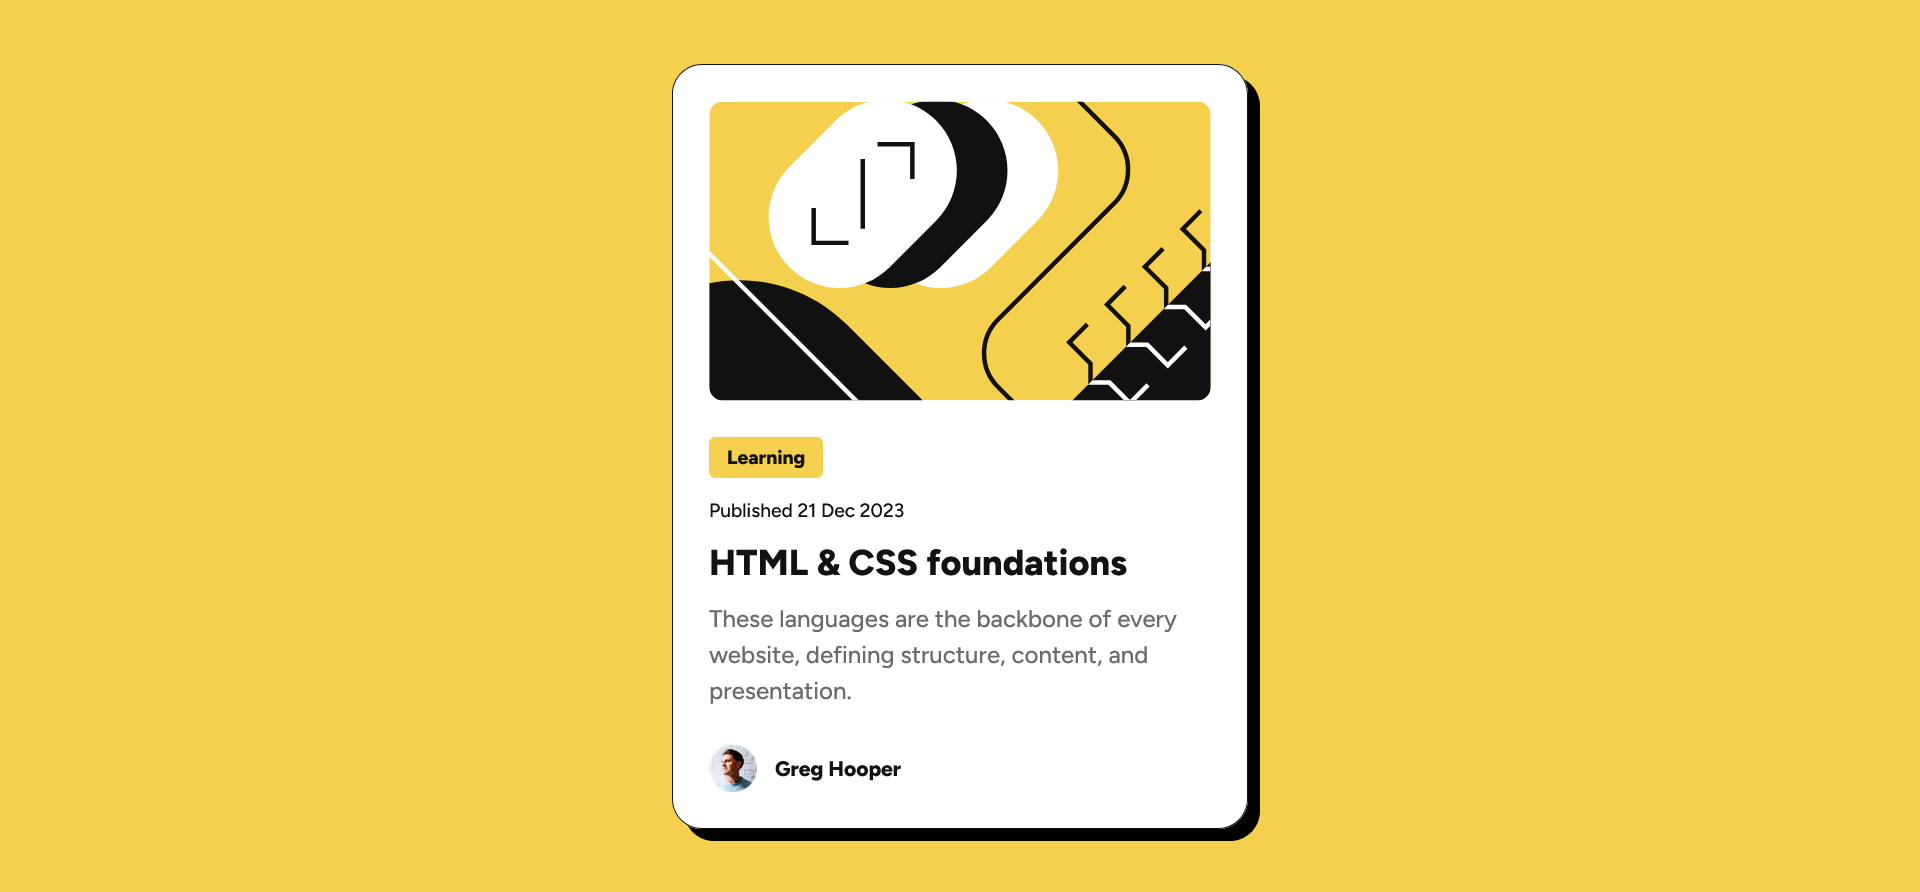 Learning
Published 21 Dec 2023
HTML & CSS foundations
These languages are the backbone of every
website, defining structure, content, and
presentation.
Greg Hooper